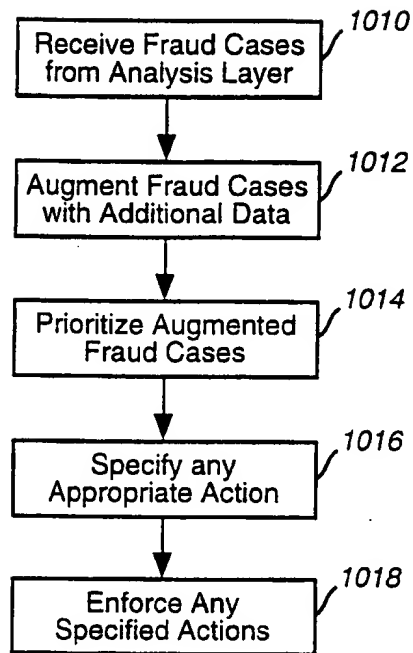 1010
Receive Fraud Cases
from Analysis Layer
1012
Augment Fraud Cases
with Additional Data
1014
Prioritize Augmented
Fraud Cases
1016
Specify any
Appropriate Action
1018
Enforce Any
Specified Actions